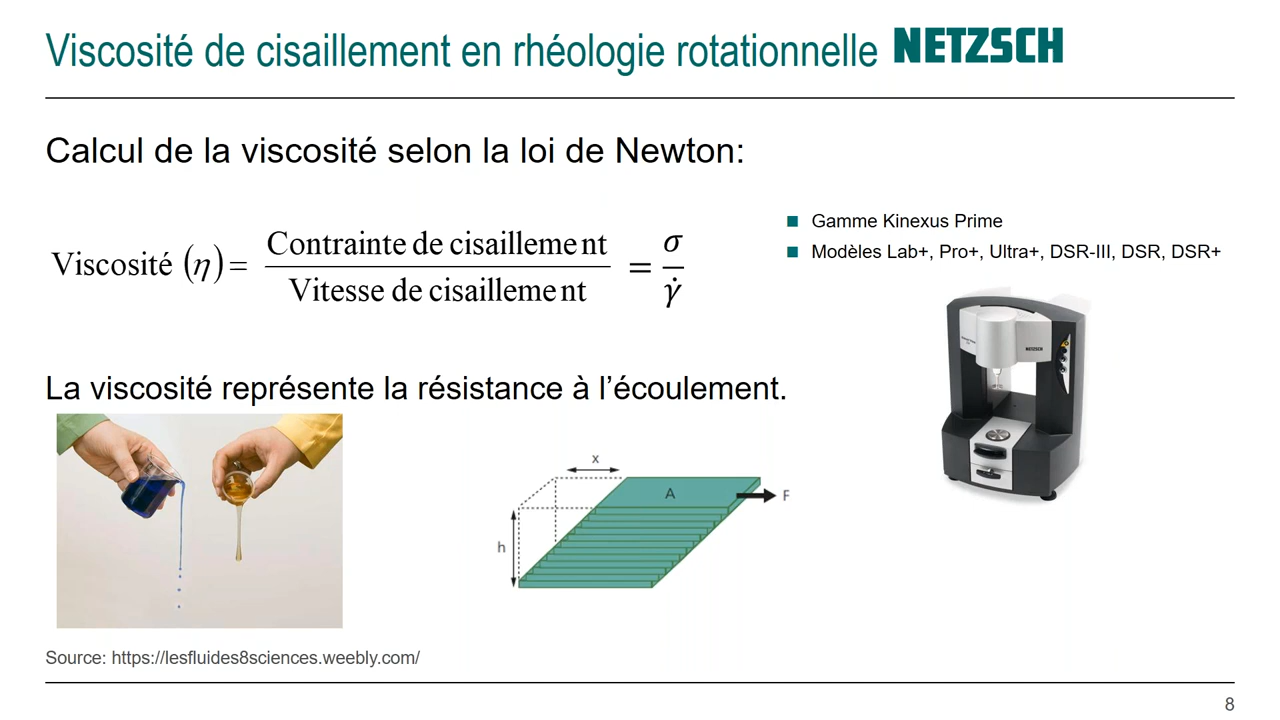 Viscosité de cisaillement en rhéologie rotationnelle NETZSCH
Calcul de la viscosité selon la loi de Newton:
Viscosité (η) = Contrainte de cisaillement / Vitesse de cisaillement = σ / γ̇
Gamme Kinexus Prime
Modèles Lab+, Pro+, Ultra+, DSR-III, DSR, DSR+
NETZSCH
La viscosité représente la résistance à l’écoulement.
x
A
F
h
Source: https://lesfluides8sciences.weebly.com/
8